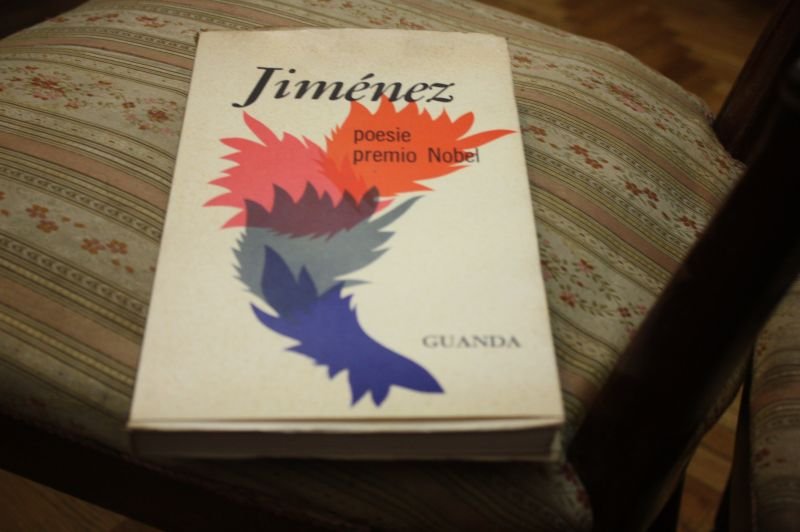 Jiménez
poesie
premio Nobel
GUANDA